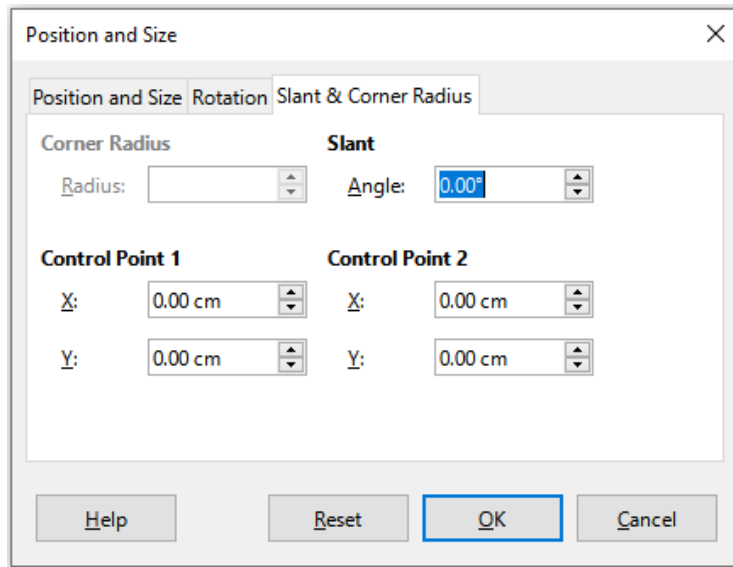 Position and Size
Position and Size Rotation Slant & Corner Radius
Corner Radius Slant
Radius: Angle: 0.00°
Control Point 1 Control Point 2
X: 0.00 cm X: 0.00 cm
Y: 0.00 cm Y: 0.00 cm
Help Reset OK Cancel